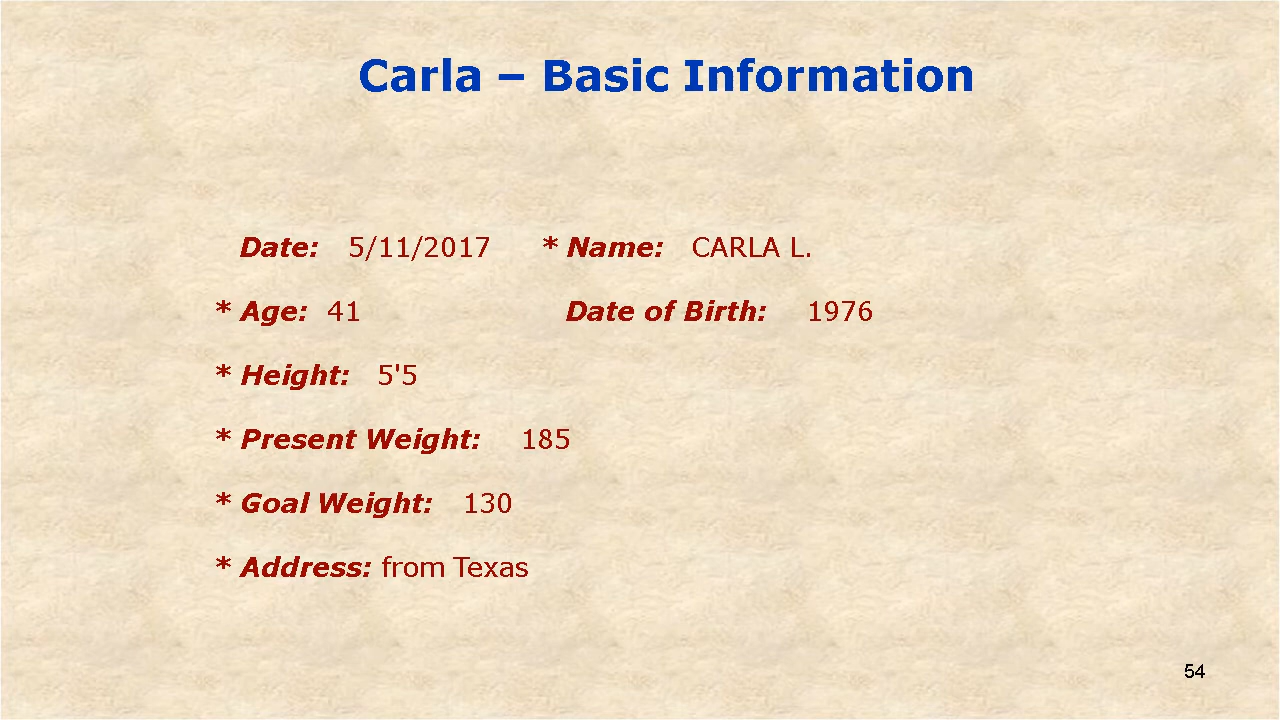 Carla – Basic Information
Date: 5/11/2017 * Name: CARLA L.
* Age: 41 Date of Birth: 1976
* Height: 5'5
* Present Weight: 185
* Goal Weight: 130
* Address: from Texas
54